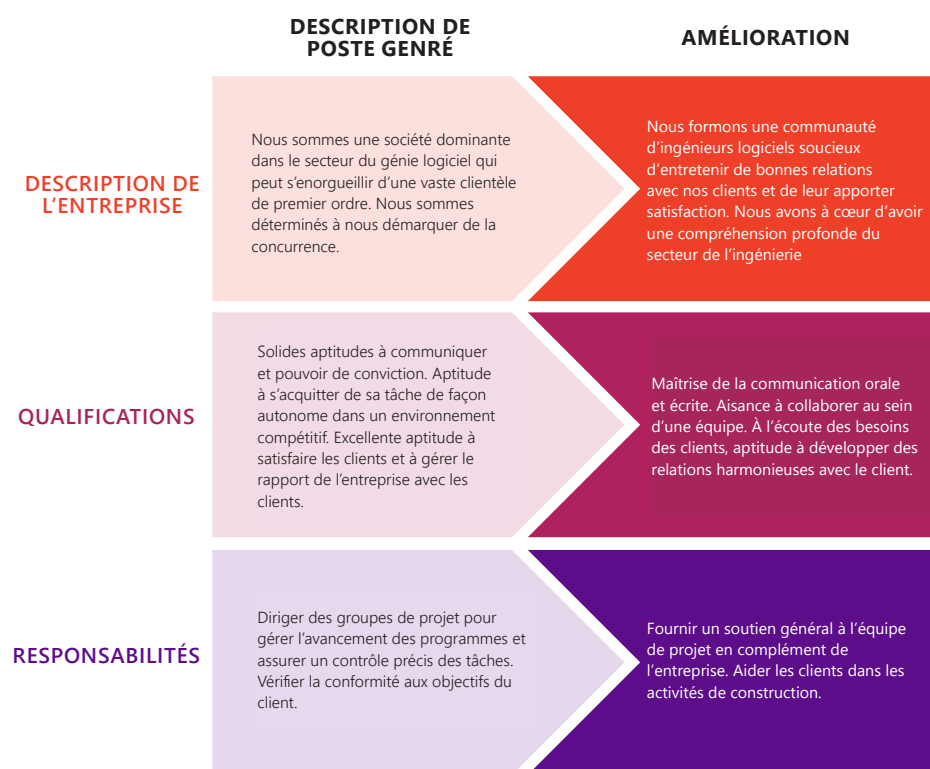 DESCRIPTION DE
POSTE GENRÉ
AMÉLIORATION
DESCRIPTION DE
L'ENTREPRISE
Nous sommes une société dominante
dans le secteur du génie logiciel qui
peut s'enorgueillir d'une vaste clientèle
de premier ordre. Nous sommes
déterminés à nous démarquer de la
concurrence.
Nous formons une communauté
d'ingénieurs logiciels soucieux
d'entretenir de bonnes relations
avec nos clients et de leur apporter
satisfaction. Nous avons à cœur d'avoir
une compréhension profonde du
secteur de l'ingénierie
QUALIFICATIONS
Solides aptitudes à communiquer
et pouvoir de conviction. Aptitude
à s'acquitter de sa tâche de façon
autonome dans un environnement
compétitif. Excellente aptitude à
satisfaire les clients et à gérer le
rapport de l'entreprise avec les
clients.
Maîtrise de la communication orale
et écrite. Aisance à collaborer au sein
d'une équipe. À l'écoute des besoins
des clients, aptitude à développer des
relations harmonieuses avec le client.
RESPONSABILITÉS
Diriger des groupes de projet pour
gérer l'avancement des programmes et
assurer un contrôle précis des tâches.
Vérifier la conformité aux objectifs du
client.
Fournir un soutien général à l'équipe
de projet en complément de
l'entreprise. Aider les clients dans les
activités de construction.